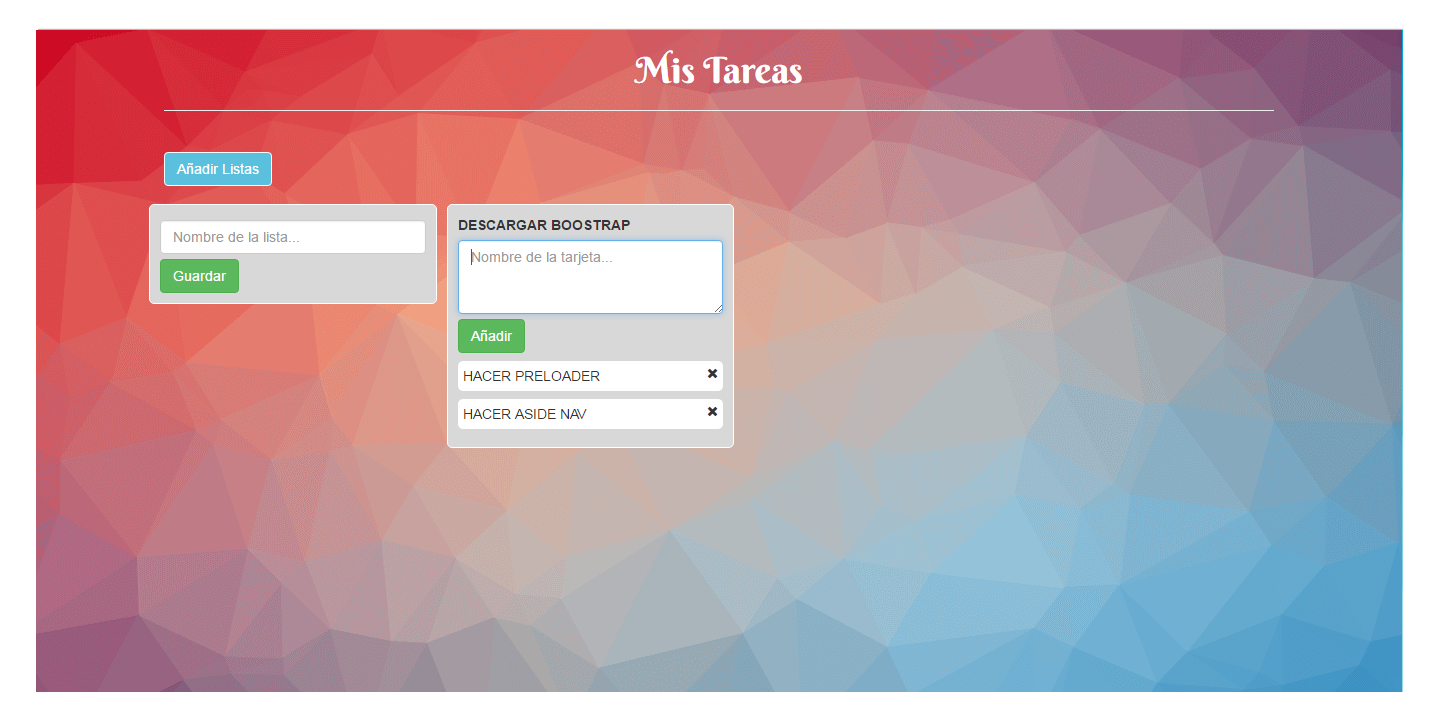 Mis Tareas
Añadir Listas
Nombre de la lista...
Guardar
DESCARGAR BOOSTRAP
Nombre de la tarjeta...
Añadir
HACER PRELOADER
HACER ASIDE NAV